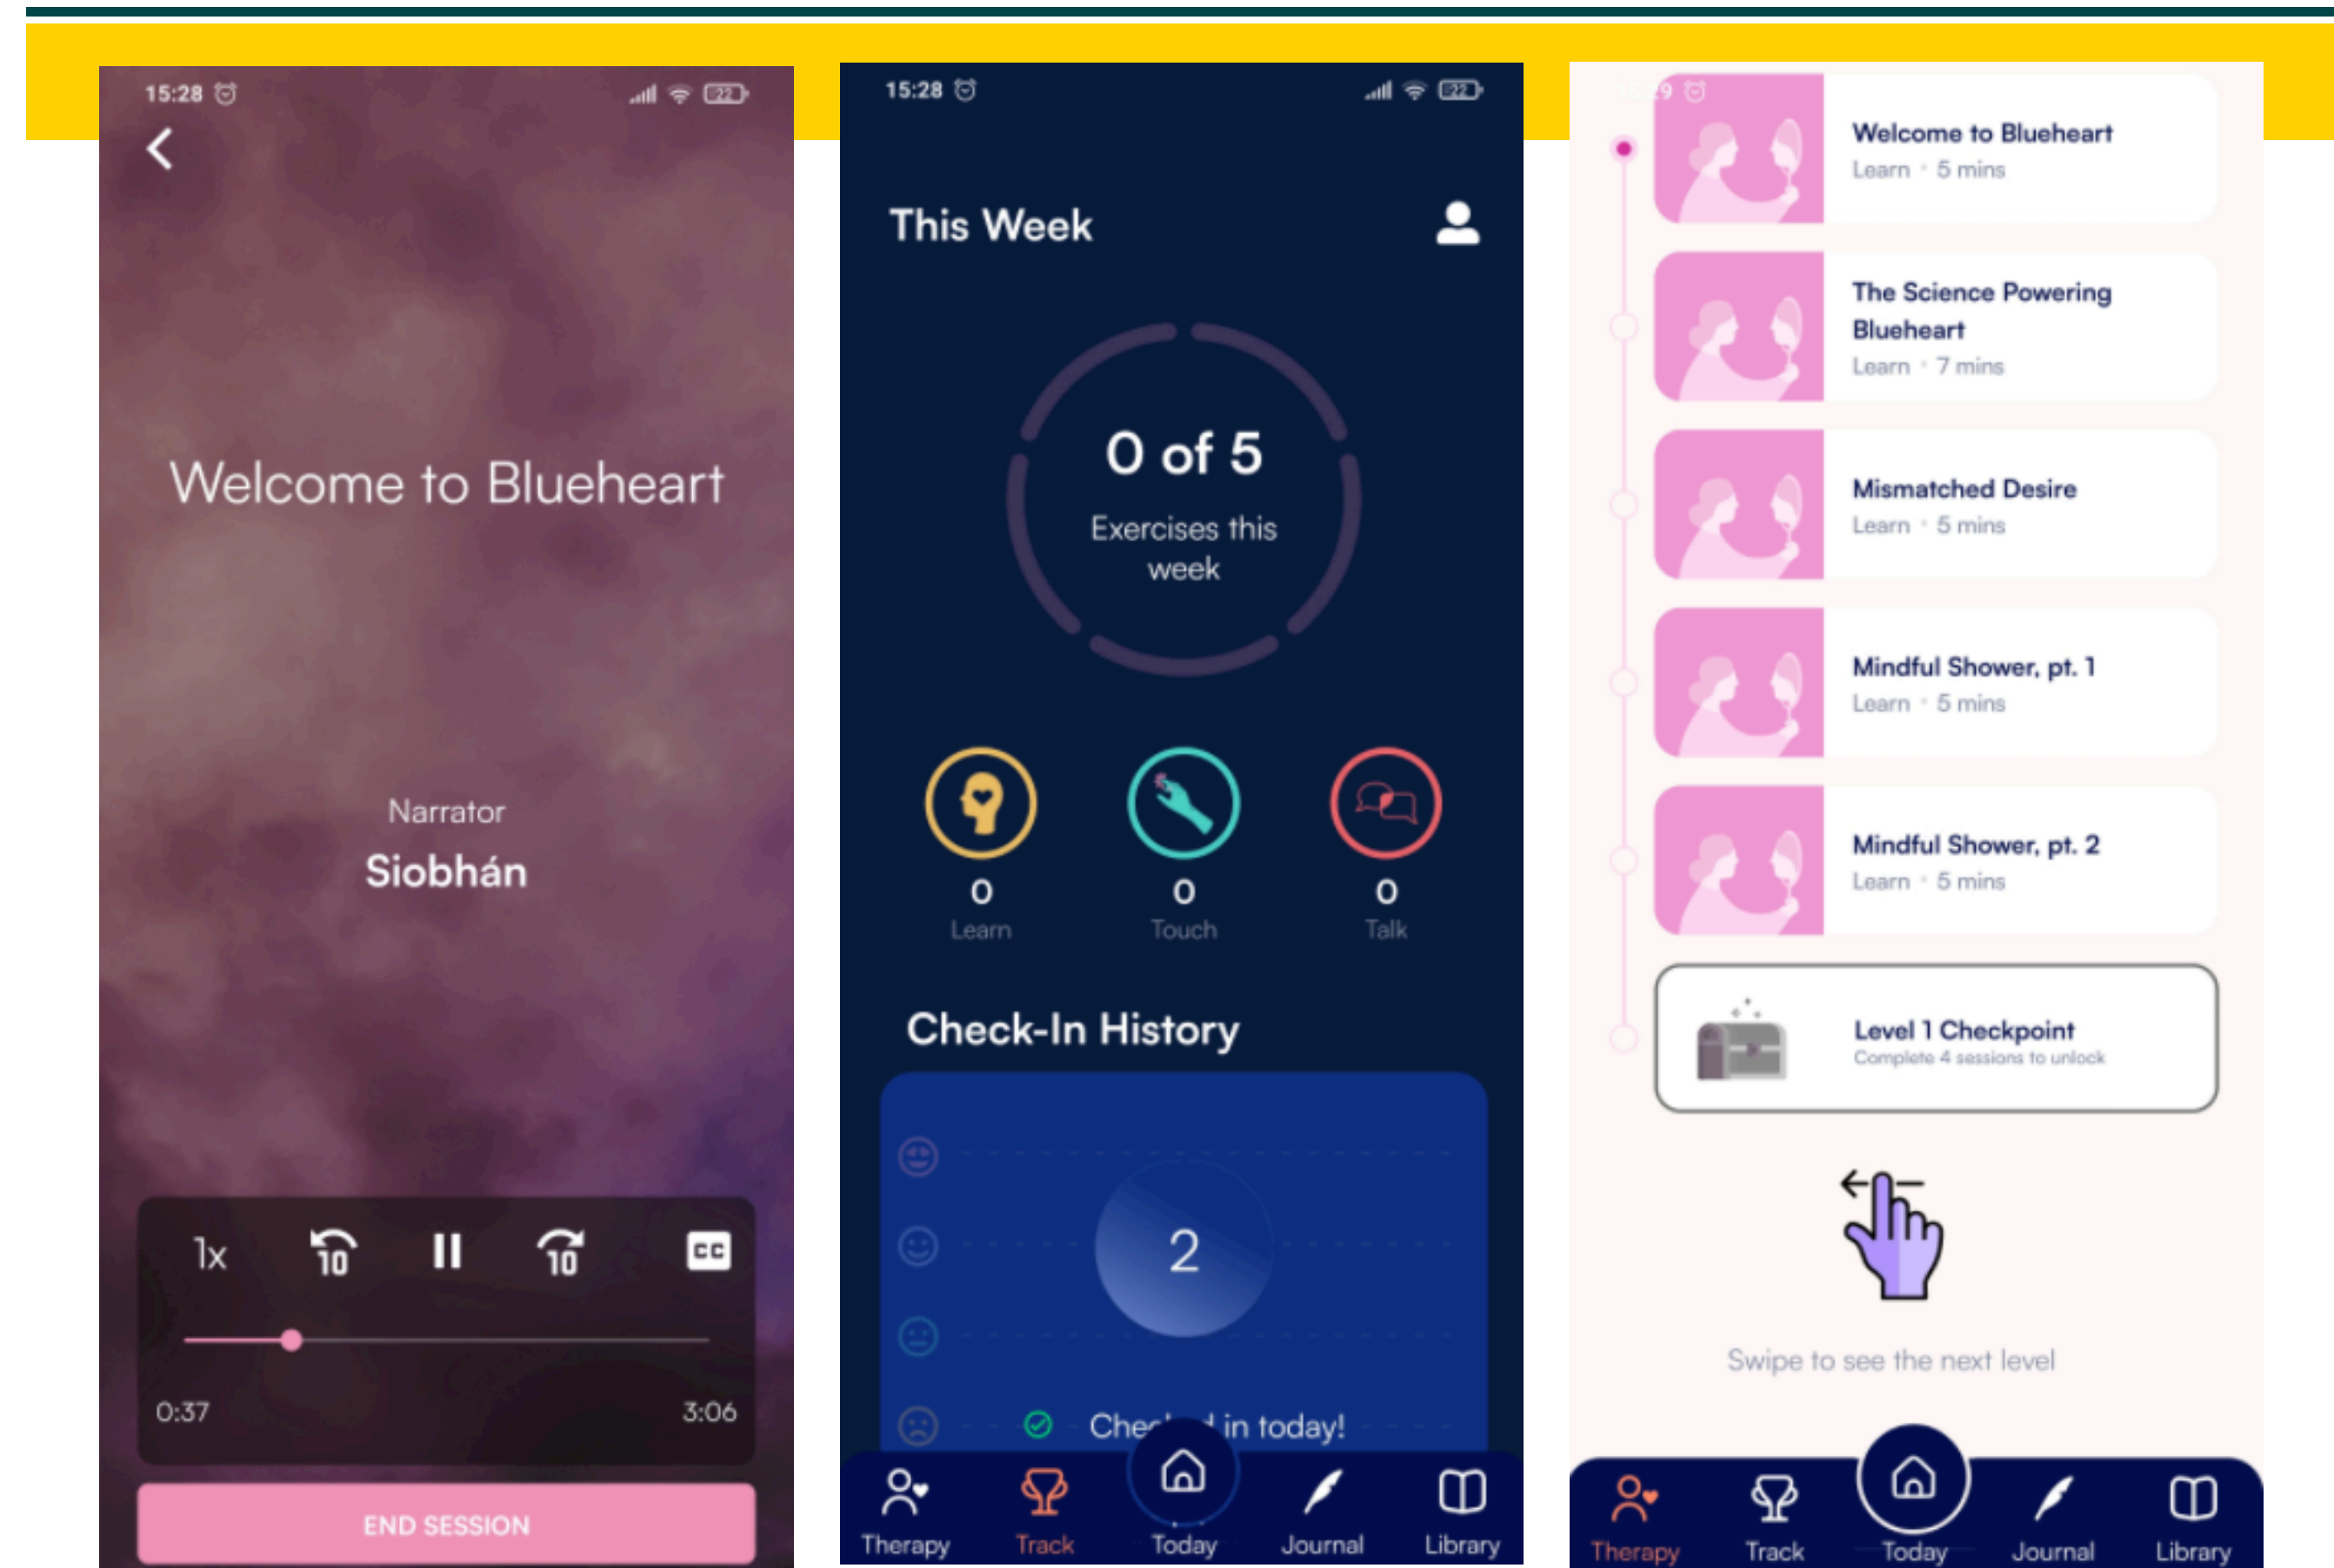 15:28
22
Welcome to Blueheart
Narrator
Siobhán
1x
10
10
CC
0:37
3:06
END SESSION
15:28
22
This Week
0 of 5
Exercises this
week
0
0
0
Learn
Touch
Talk
Check-In History
2
in today!
Therapy
Track
Today
Journal
Library
Welcome to Blueheart
Learn • 5 mins
The Science Powering
Blueheart
Learn • 7 mins
Mismatched Desire
Learn • 5 mins
Mindful Shower, pt. 1
Learn • 5 mins
Mindful Shower, pt. 2
Learn • 5 mins
Level 1 Checkpoint
Complete 4 sessions to unlock
Swipe to see the next level
Therapy
Track
Today
Journal
Library